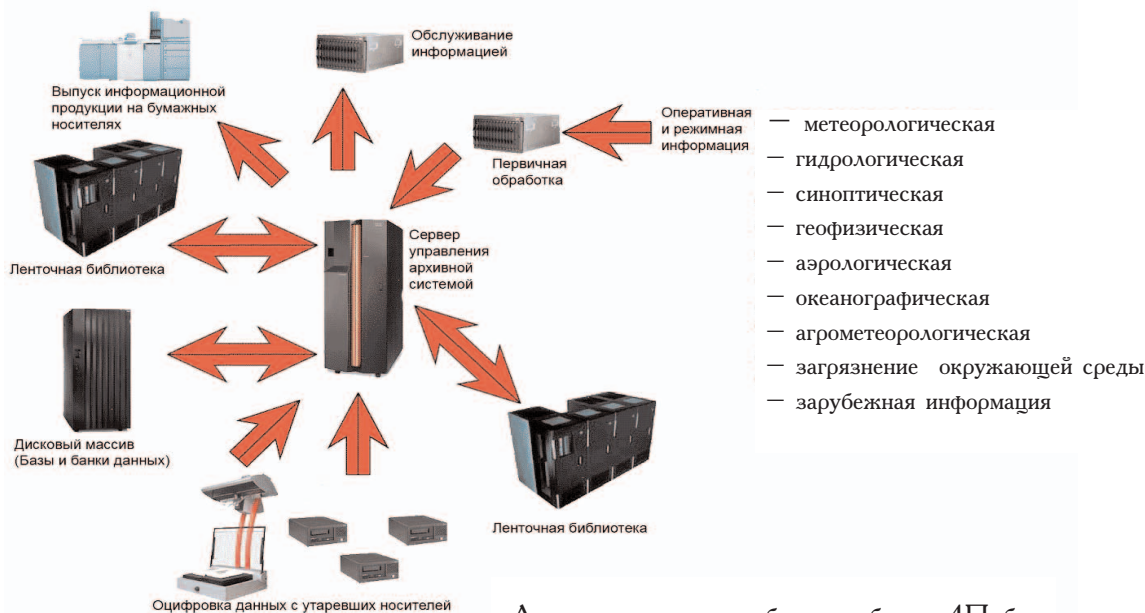 Обслуживание
информацией
Выпуск информационной
продукции на бумажных
носителях
Оперативная
и режимная
информация
Первичная
обработка
— метеорологическая
— гидрологическая
— синоптическая
— геофизическая
— аэрологическая
— океанографическая
— агрометеорологическая
— загрязнение окружающей среды
— зарубежная информация
Ленточная библиотека
Сервер
управления
архивной
системой
Дисковый массив
(Базы и банки данных)
Ленточная библиотека
Оцифровка данных с утаревших носителей